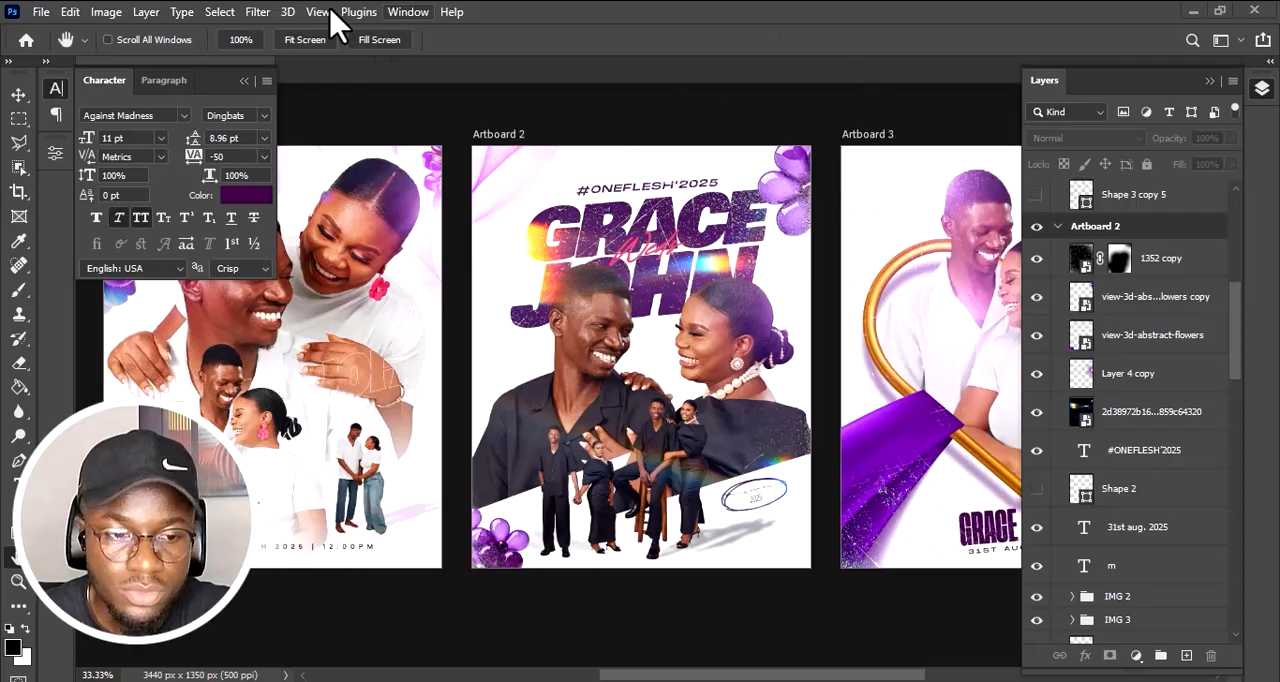 Ps File Edit Image Layer Type Select Filter 3D View Plugins Window Help
Scroll All Windows 100% Fit Screen Fill Screen
Character Paragraph
Against Madness Dingbats
11 pt 8.96 pt
Metrics -50
100% 100%
0 pt Color:
English: USA Crisp
Artboard 2
Artboard 3
#ONEFLESH'2025
GRACE
JOHN
2025 | 12:00PM
GRACE
31ST AU
Layers
Kind
Normal Opacity: 100%
Lock: Fill: 100%
Shape 3 copy 5
Artboard 2
1352 copy
view-3d-abs...lowers copy
view-3d-abstract-flowers
Layer 4 copy
2d38972b16...859c64320
#ONEFLESH'2025
Shape 2
31st aug. 2025
m
IMG 2
IMG 3
33.33% 3440 px x 1350 px (500 ppi)